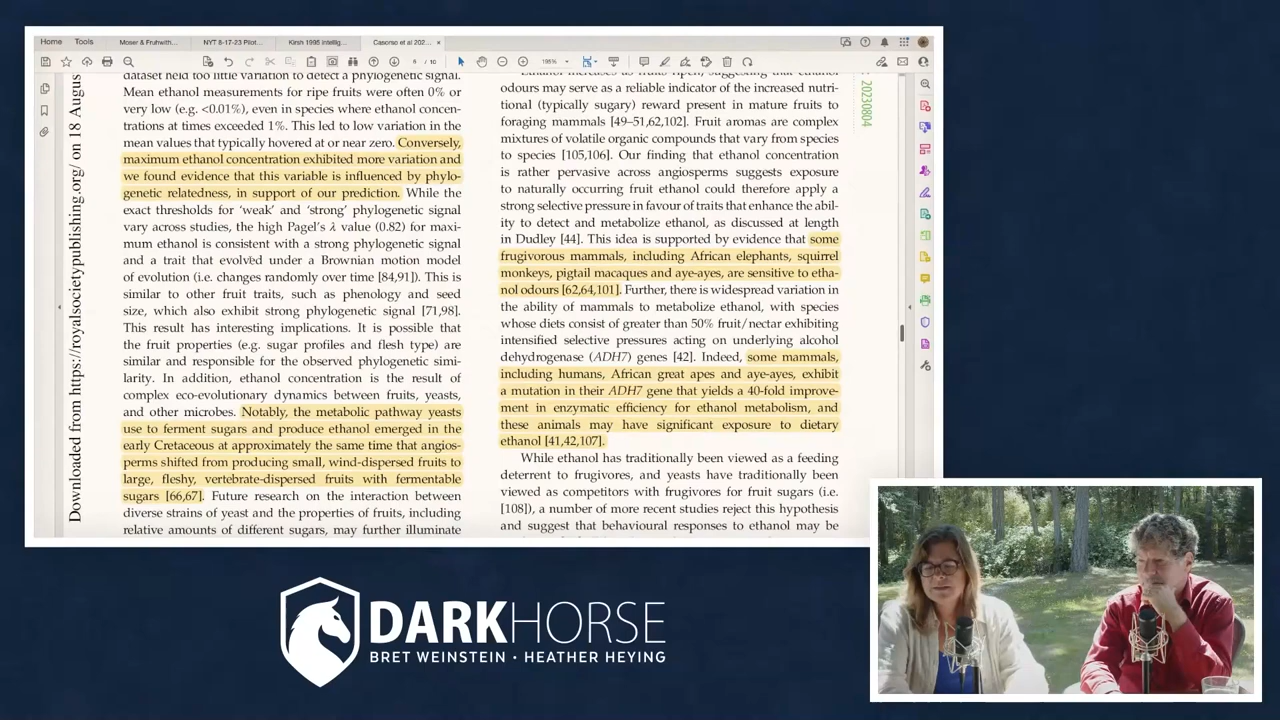 Home Tools Moser & Fruhwith... NYT 8-17-23 Pilot... Kirsh 1998 Intellig... Casorso et al 202... ×
6 / 10 195%
Downloaded from https://royalsocietypublishing.org/ on 18 Augus
dataset held too little variation to detect a phylogenetic signal.
Mean ethanol measurements for ripe fruits were often 0% or
very low (e.g. <0.01%), even in species where ethanol concen-
trations at times exceeded 1%. This led to low variation in the
mean values that typically hovered at or near zero. Conversely,
maximum ethanol concentration exhibited more variation and
we found evidence that this variable is influenced by phylo-
genetic relatedness, in support of our prediction. While the
exact thresholds for ‘weak’ and ‘strong’ phylogenetic signal
vary across studies, the high Pagel's λ value (0.82) for maxi-
mum ethanol is consistent with a strong phylogenetic signal
and a trait that evolved under a Brownian motion model
of evolution (i.e. changes randomly over time [84,91]). This is
similar to other fruit traits, such as phenology and seed
size, which also exhibit strong phylogenetic signal [71,98].
This result has interesting implications. It is possible that
the fruit properties (e.g. sugar profiles and flesh type) are
similar and responsible for the observed phylogenetic simi-
larity. In addition, ethanol concentration is the result of
complex eco-evolutionary dynamics between fruits, yeasts,
and other microbes. Notably, the metabolic pathway yeasts
use to ferment sugars and produce ethanol emerged in the
early Cretaceous at approximately the same time that angios-
perms shifted from producing small, wind-dispersed fruits to
large, fleshy, vertebrate-dispersed fruits with fermentable
sugars [66,67]. Future research on the interaction between
diverse strains of yeast and the properties of fruits, including
relative amounts of different sugars, may further illuminate
Ethanol increases as fruits ripen, suggesting that ethanol
odours may serve as a reliable indicator of the increased nutri-
tional (typically sugary) reward present in mature fruits to
foraging mammals [49–51,62,102]. Fruit aromas are complex
mixtures of volatile organic compounds that vary from species
to species [105,106]. Our finding that ethanol concentration
is rather pervasive across angiosperms suggests exposure
to naturally occurring fruit ethanol could therefore apply a
strong selective pressure in favour of traits that enhance the abil-
ity to detect and metabolize ethanol, as discussed at length
in Dudley [44]. This idea is supported by evidence that some
frugivorous mammals, including African elephants, squirrel
monkeys, pigtail macaques and aye-ayes, are sensitive to etha-
nol odours [62,64,101]. Further, there is widespread variation in
the ability of mammals to metabolize ethanol, with species
whose diets consist of greater than 50% fruit/nectar exhibiting
intensified selective pressures acting on underlying alcohol
dehydrogenase (ADH7) genes [42]. Indeed, some mammals,
including humans, African great apes and aye-ayes, exhibit
a mutation in their ADH7 gene that yields a 40-fold improve-
ment in enzymatic efficiency for ethanol metabolism, and
these animals may have significant exposure to dietary
ethanol [41,42,107].
While ethanol has traditionally been viewed as a feeding
deterrent to frugivores, and yeasts have traditionally been
viewed as competitors with frugivores for fruit sugars (i.e.
[108]), a number of more recent studies reject this hypothesis
and suggest that behavioural responses to ethanol may be
: 20230804
DARKHORSE
BRET WEINSTEIN · HEATHER HEYING